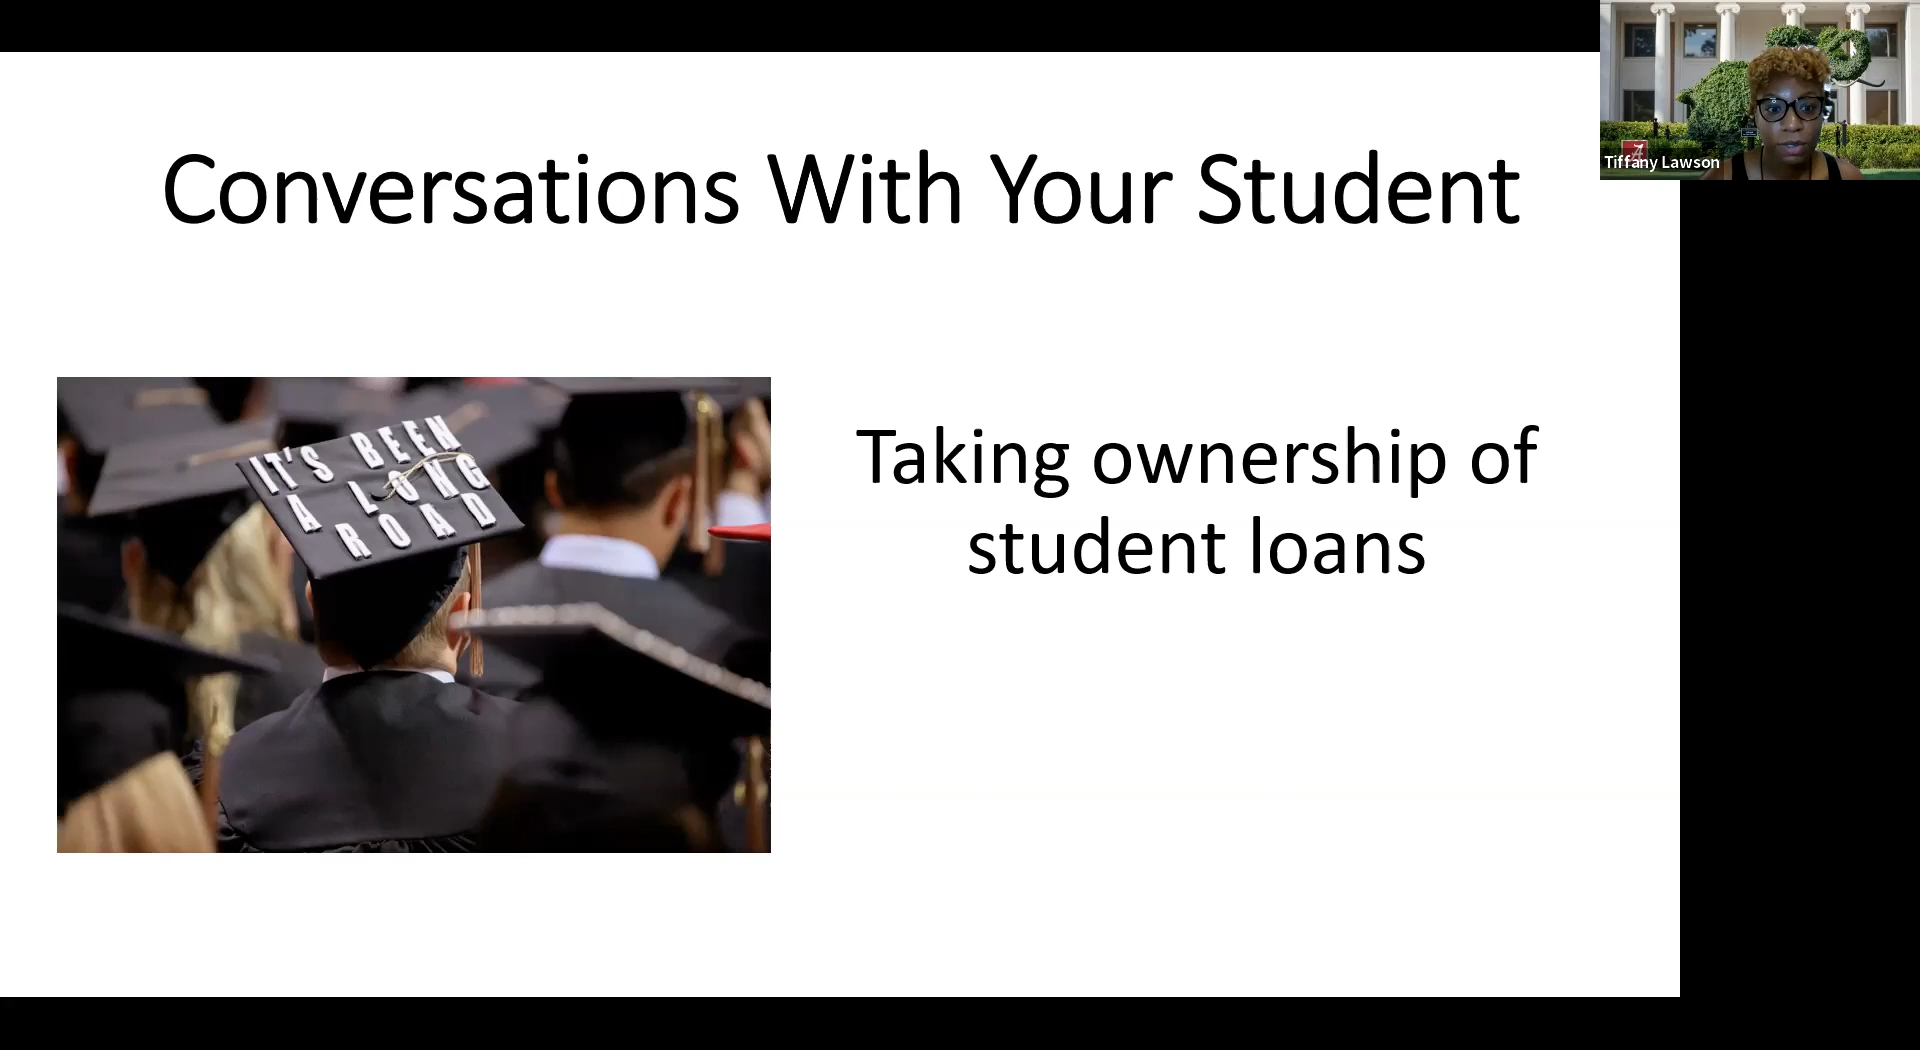 Conversations With Your Student
Tiffany Lawson
IT'S BEEN
A LONG
ROAD
Taking ownership of
student loans